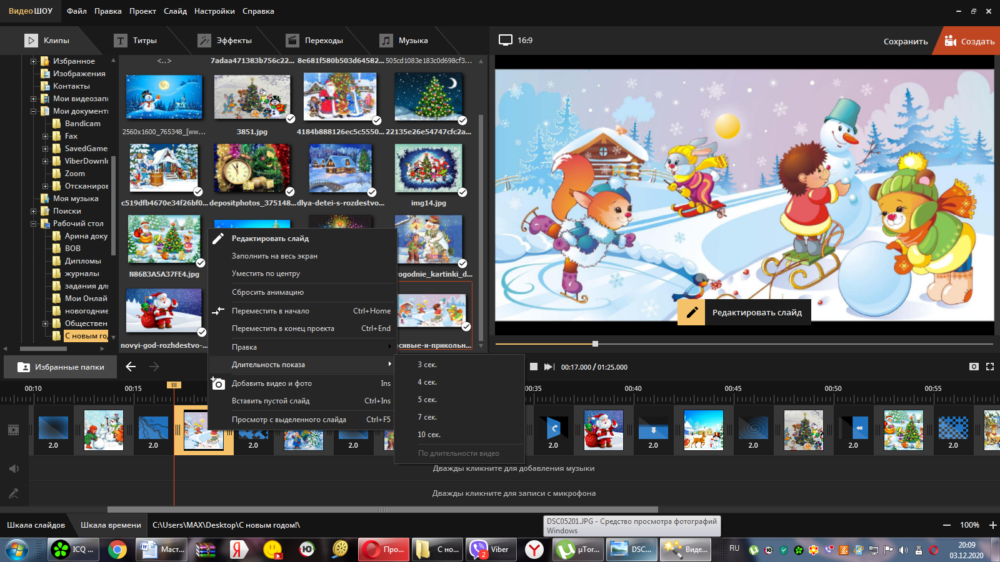 ВидеоШОУ
Файл Правка Проект Слайд Настройки Справка
Клипы Титры Эффекты Переходы Музыка
16:9 Сохранить Создать
Избранное
Изображения
Контакты
Мои видеозапи
Мои документ
Bandicam
Fax
SavedGame
ViberDownlo
Zoom
Отсканиров
Моя музыка
Поиски
Рабочий стол
Арина доку
ВОВ
Дипломы
журналы
задания для
Мои Онлай
новогодние
Обществен
С новым год
<..> 7adaa471383b756c22... 8e681f580b503d64582... 505cd1083e183c0d698cf3...
2560x1600_765348_[ww... 3851.jpg 4184b888126ec5c5550... 22135e26e54747cfc2a...
c519dfb4670e34f26bf0... depositphotos_375148... dlya-detei-s-rozdestvo... img14.jpg
N86B3A5A37FE4.jpg ogodnie_kartinki_d...
novyi-god-rozhdestvo-... сивые-и-прикольн...
Редактировать слайд
Заполнить на весь экран
Уместить по центру
Сбросить анимацию
Переместить в начало Ctrl+Home
Переместить в конец проекта Ctrl+End
Правка
Длительность показа
Добавить видео и фото Ins
Вставить пустой слайд Ctrl+Ins
Просмотр с выделенного слайда Ctrl+F5
3 сек.
4 сек.
5 сек.
7 сек.
10 сек.
По длительности видео
Редактировать слайд
Избранные папки
00:17.000 / 01:25.000
00:10 00:15 00:35 00:40 00:45 00:50 00:55
2.0 2.0 2.0 2.0 2.0 2.0 2.0 2.0 2.0
Дважды кликните для добавления музыки
Дважды кликните для записи с микрофона
Шкала слайдов Шкала времени C:\Users\MAX\Desktop\С новым годом!\
DSC05201.JPG - Средство просмотра фотографий
Windows
100%
ICQ ... Маст... Про... С но... Viber 2 µTor... DSC... Виде...
RU
20:09
03.12.2020